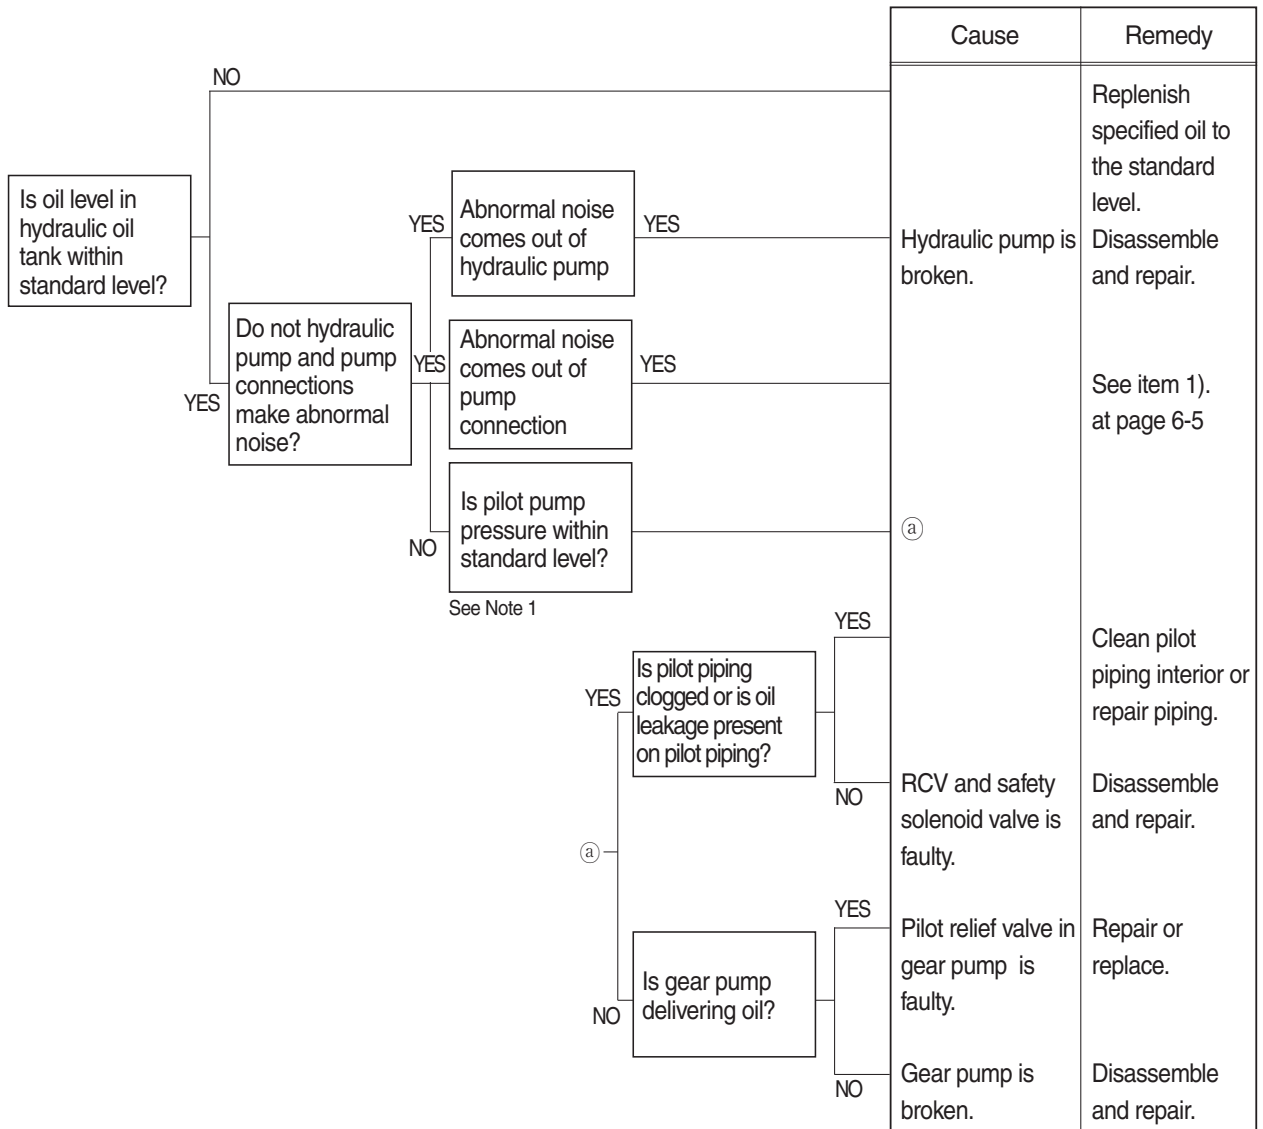 Cause
Remedy
NO
Replenish
specified oil to
the standard
level.
Is oil level in
hydraulic oil
tank within
standard level?
YES
Do not hydraulic
pump and pump
connections
make abnormal
noise?
YES
Abnormal noise
comes out of
hydraulic pump
YES
Hydraulic pump is
broken.
Disassemble
and repair.
YES
Abnormal noise
comes out of
pump
connection
YES
See item 1).
at page 6-5
NO
Is pilot pump
pressure within
standard level?
See Note 1
ⓐ
ⓐ
YES
Is pilot piping
clogged or is oil
leakage present
on pilot piping?
YES
Clean pilot
piping interior or
repair piping.
NO
RCV and safety
solenoid valve is
faulty.
Disassemble
and repair.
NO
Is gear pump
delivering oil?
YES
Pilot relief valve in
gear pump is
faulty.
Repair or
replace.
NO
Gear pump is
broken.
Disassemble
and repair.